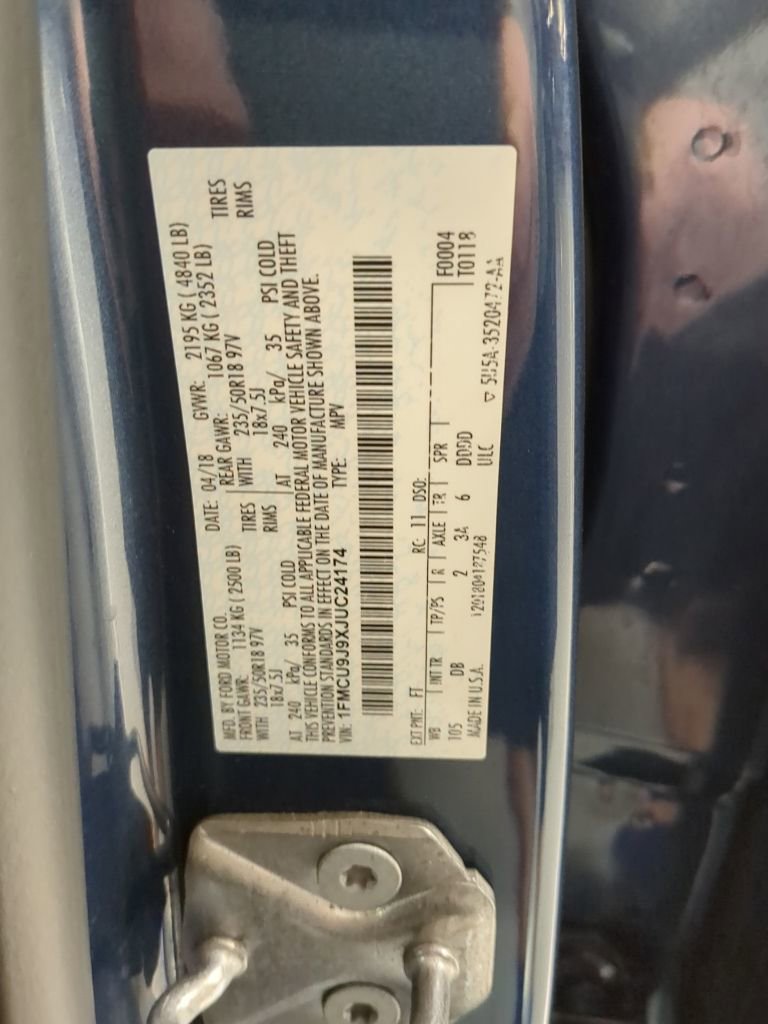 MFD. BY FORD MOTOR CO. DATE: 04/18 GVWR: 2195 KG ( 4840 LB)
FRONT GAWR: 1134 KG ( 2500 LB) REAR GAWR: 1067 KG ( 2352 LB)
WITH 235/50R18 97V TIRES WITH 235/50R18 97V TIRES
18x7.5J RIMS 18x7.5J RIMS
AT 240 kPa/ 35 PSI COLD AT 240 kPa/ 35 PSI COLD
THIS VEHICLE CONFORMS TO ALL APPLICABLE FEDERAL MOTOR VEHICLE SAFETY AND THEFT
PREVENTION STANDARDS IN EFFECT ON THE DATE OF MANUFACTURE SHOWN ABOVE.
VIN: 1FMCU9J9XJUC24174 TYPE: MPV
EXT PNT: FT RC: 11 DSO: F0004
WB INT TR TP/PS R AXLE TR SPR T0118
105 DB 2 3A 6 DDDD
MADE IN U.S.A. ULC